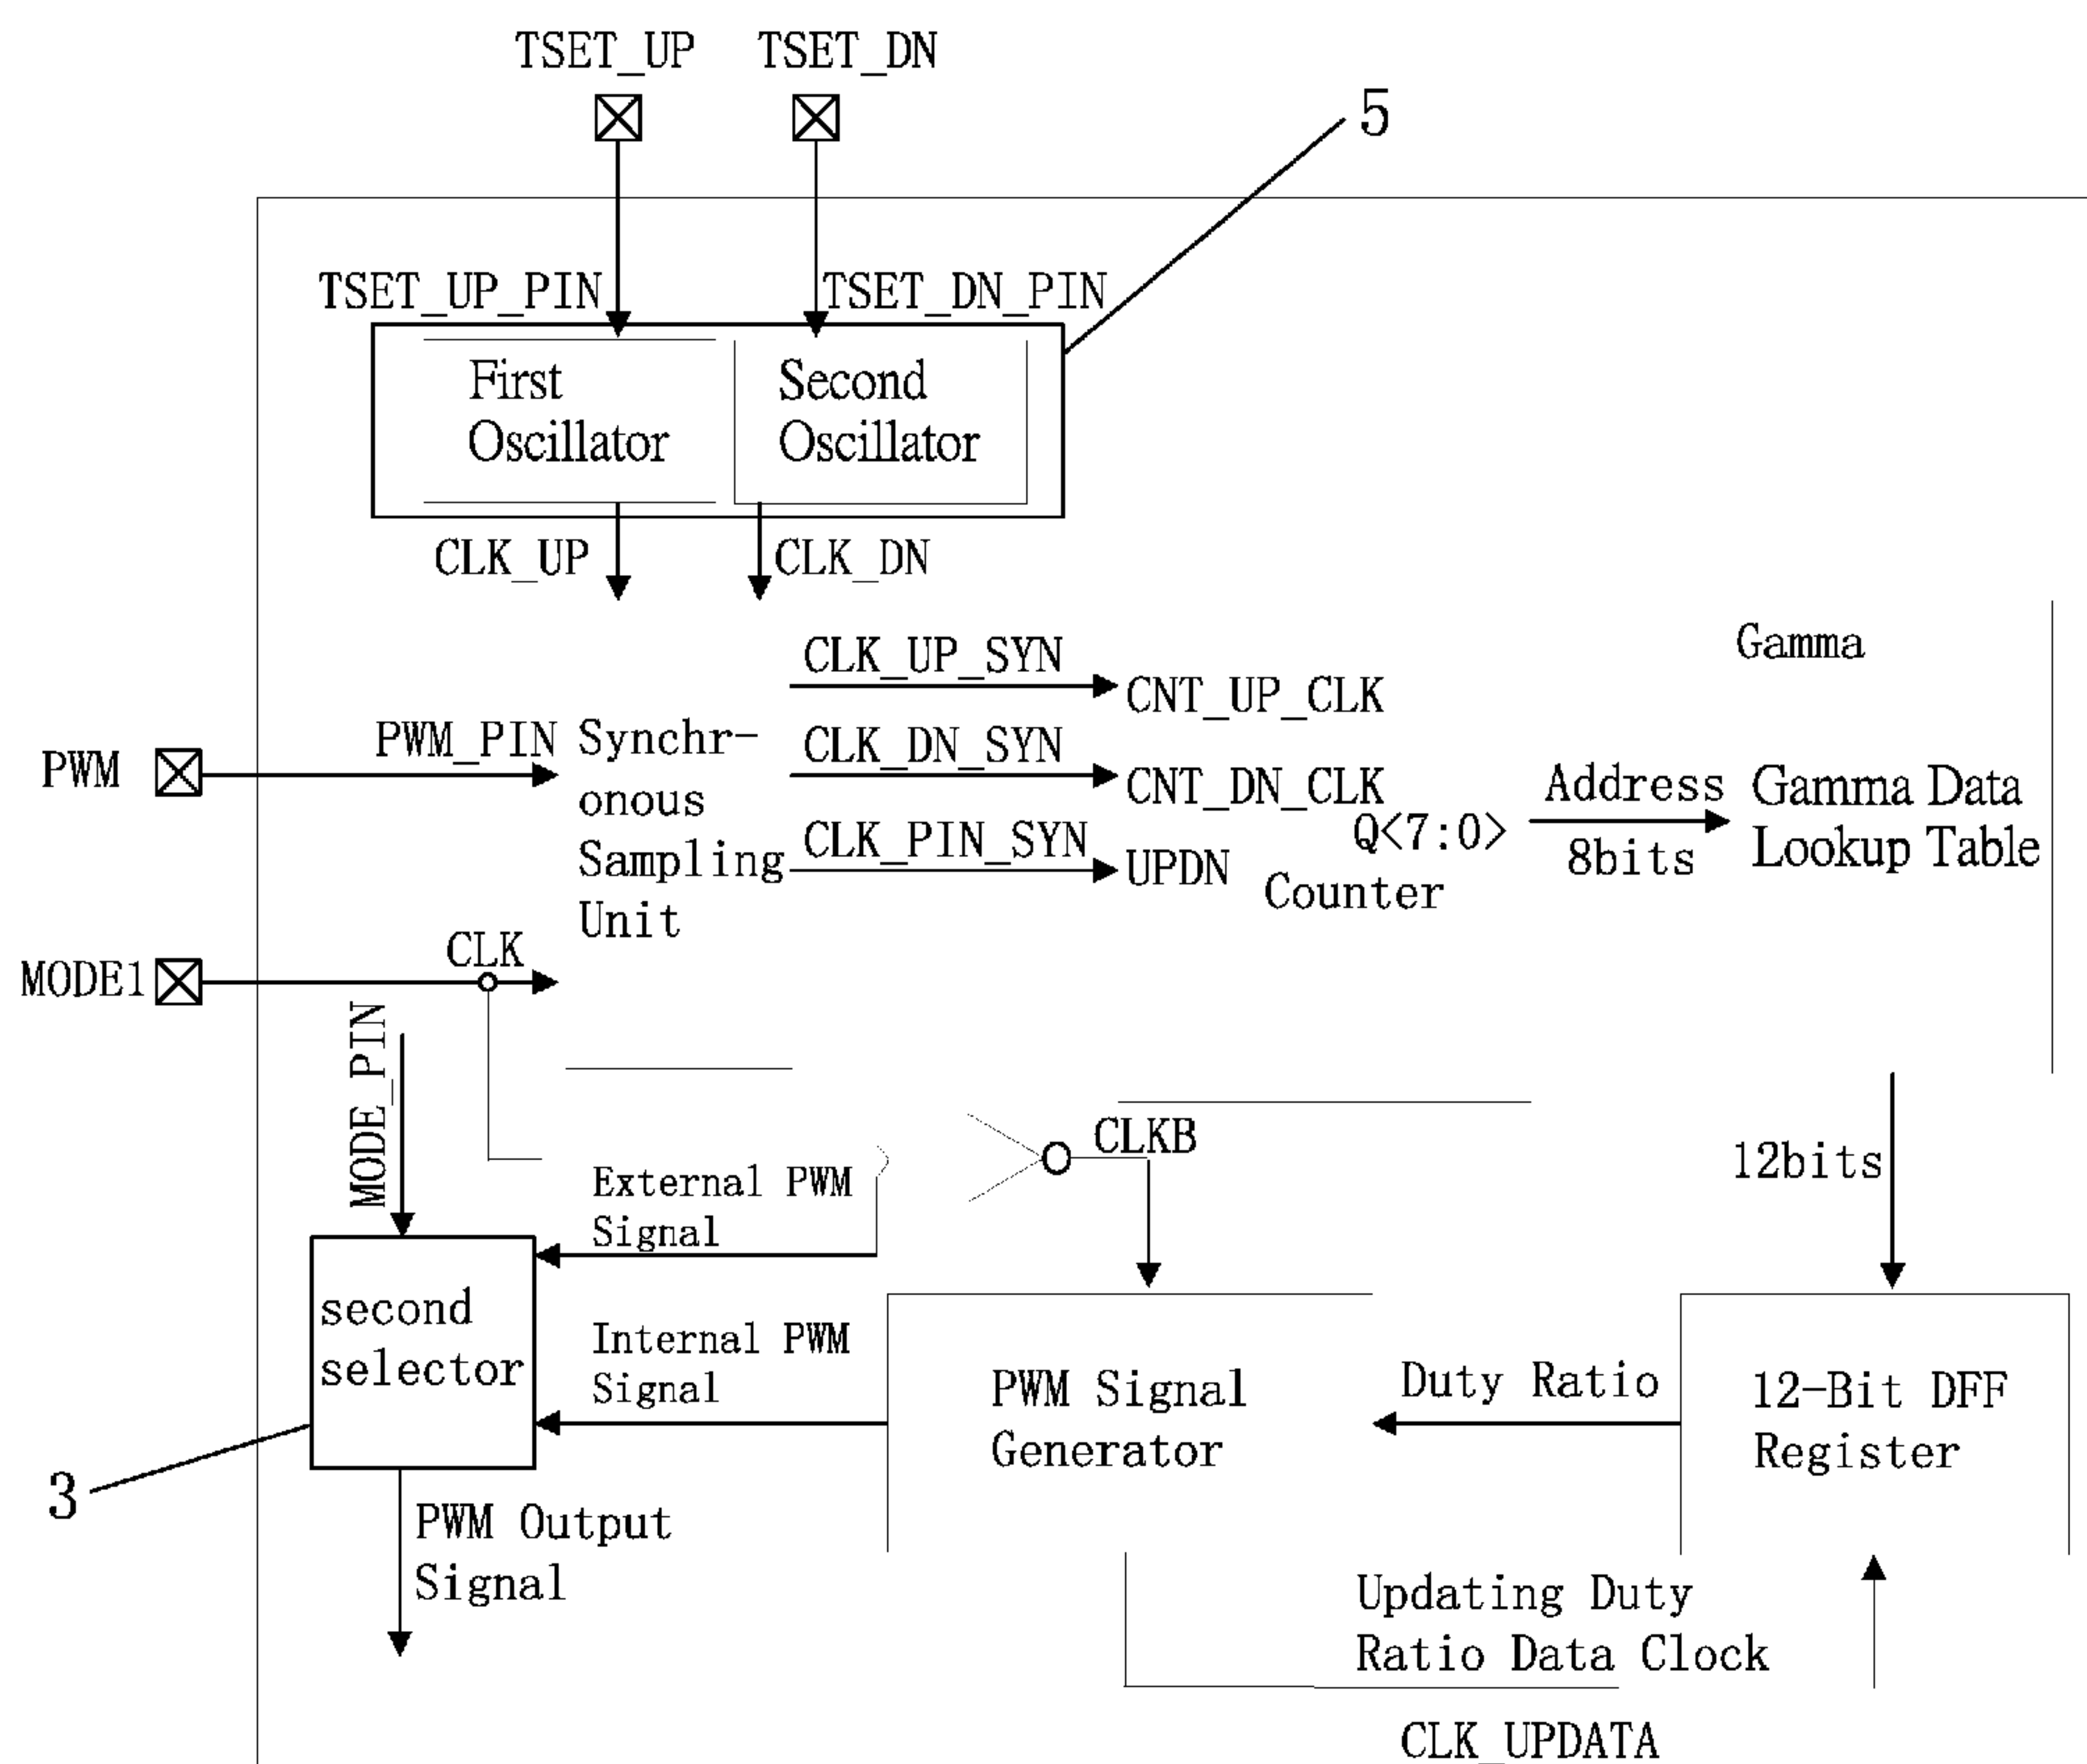 TSET_UP TSET_DN
5
TSET_UP_PIN TSET_DN_PIN
First
Oscillator
Second
Oscillator
CLK_UP CLK_DN
Gamma
CLK_UP_SYN
CNT_UP_CLK
PWM
PWM_PIN
Synchr-
onous
Sampling
Unit
CLK_DN_SYN
CNT_DN_CLK
CLK_PIN_SYN
UPDN
Q<7:0>
Counter
Address
8bits
Gamma Data
Lookup Table
MODE1
CLK
MODE_PIN
CLKB
12bits
External PWM
Signal
second
selector
Internal PWM
Signal
PWM Signal
Generator
Duty Ratio
12-Bit DFF
Register
3
PWM Output
Signal
Updating Duty
Ratio Data Clock
CLK_UPDATA